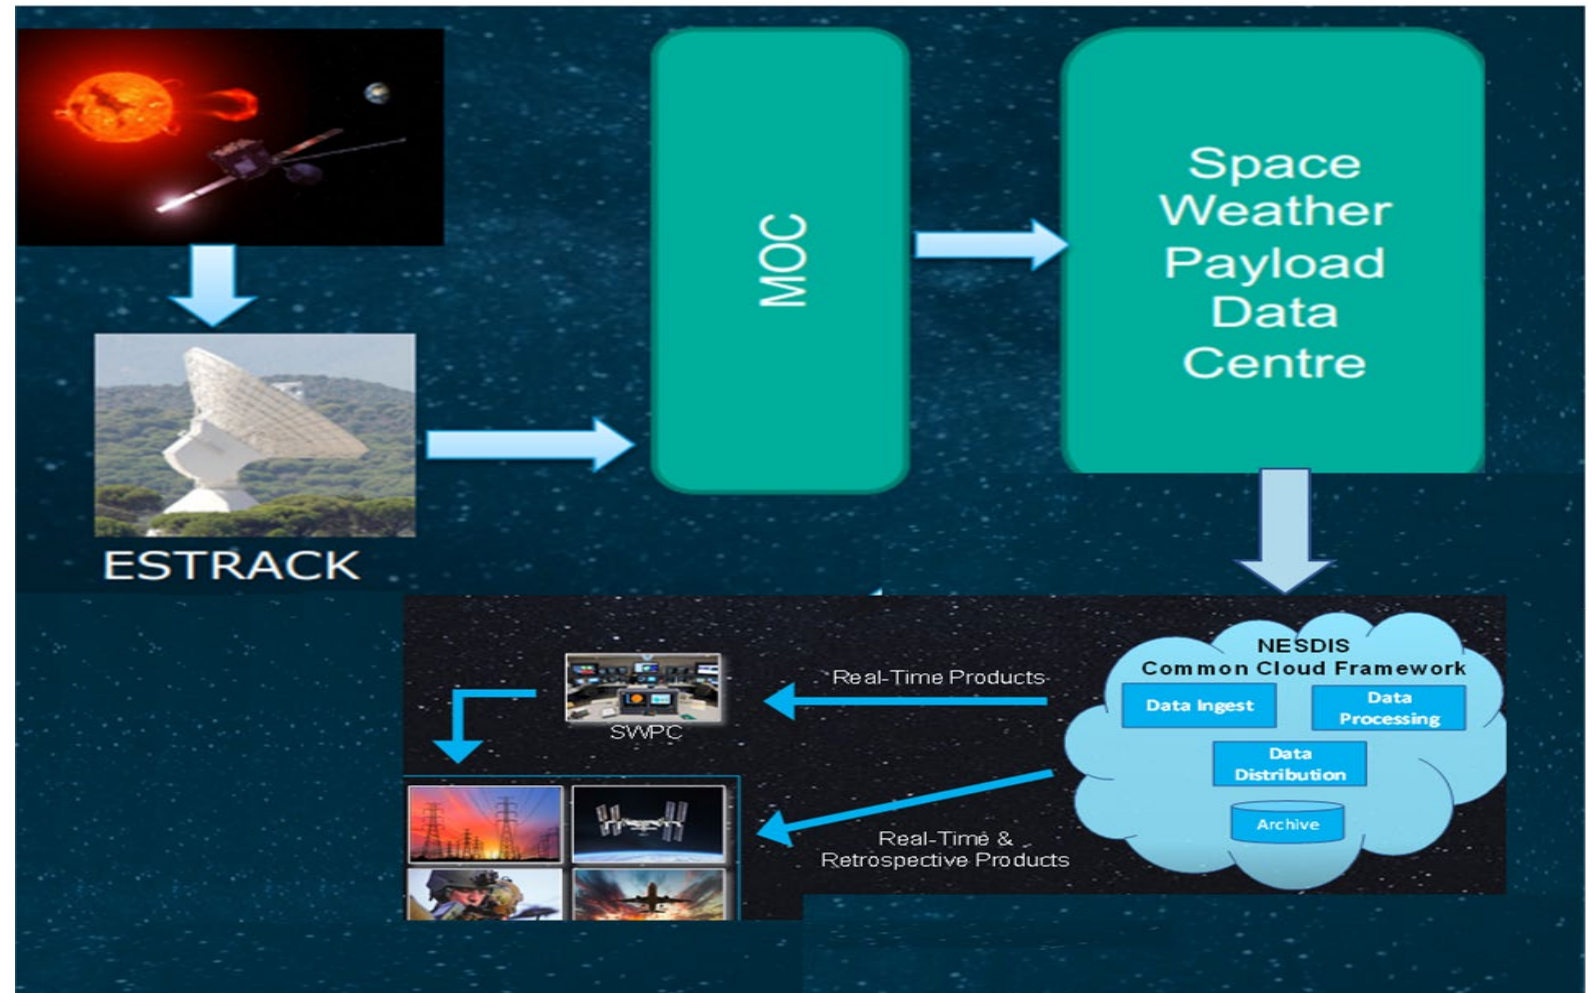 MOC
Space
Weather
Payload
Data
Centre
ESTRACK
NESDIS
Common Cloud Framework
Data Ingest
Data
Processing
Data
Distribution
Archive
Real-Time Products
SWPC
Real-Time &
Retrospective Products